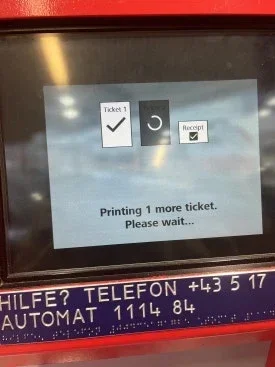 Ticket 1
Receipt
Printing 1 more ticket.
Please wait...
HILFE? TELEFON +43 5 17
AUTOMAT 1114 84